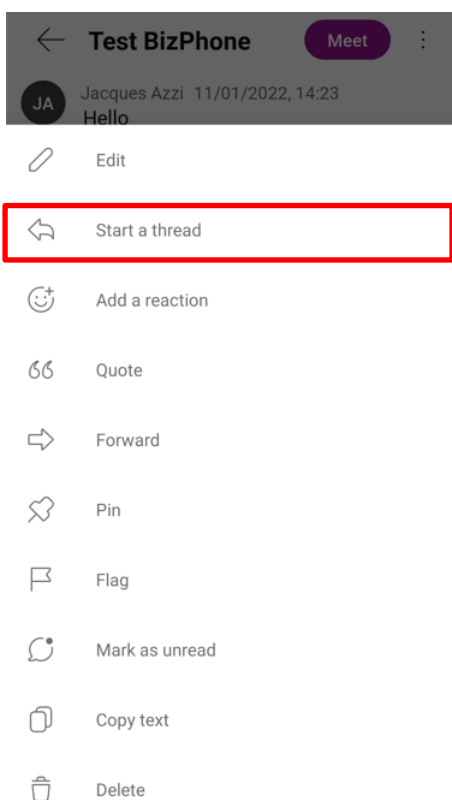 Test BizPhone Meet
JA Jacques Azzi 11/01/2022, 14:23
Hello
Edit
Start a thread
Add a reaction
Quote
Forward
Pin
Flag
Mark as unread
Copy text
Delete